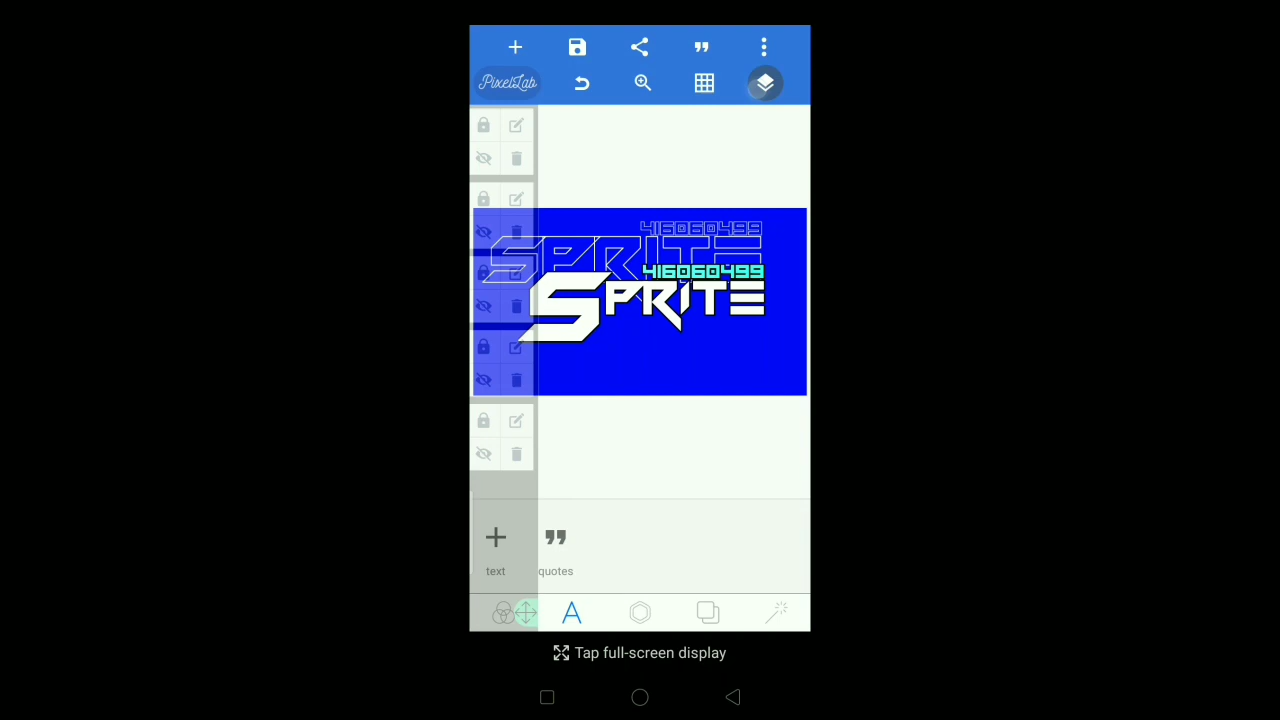 PixelLab
416060499
SPRITE
416060499
SPRITE
text
quotes
Tap full-screen display